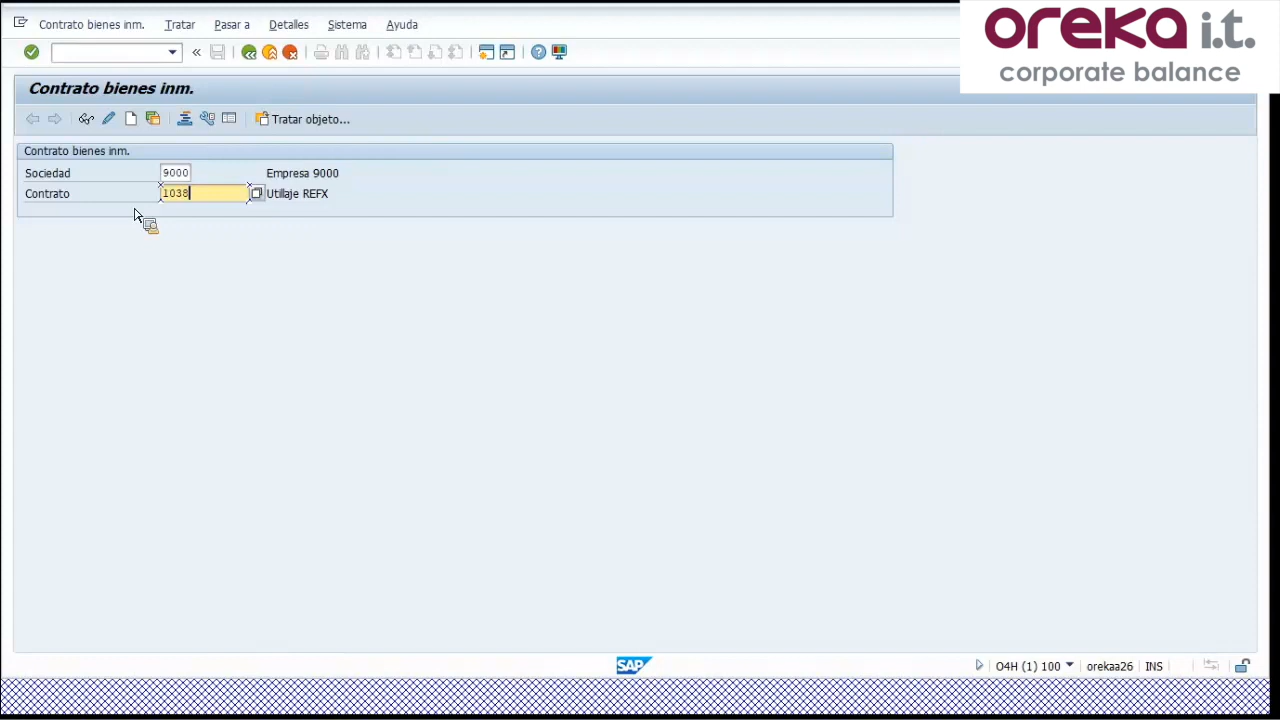 Contrato bienes inm. Tratar Pasar a Detalles Sistema Ayuda
oreka i.t.
corporate balance
Contrato bienes inm.
Tratar objeto...
Contrato bienes inm.
Sociedad 9000 Empresa 9000
Contrato 1038 Utillaje REFX
SAP O4H (1) 100 orekaa26 INS